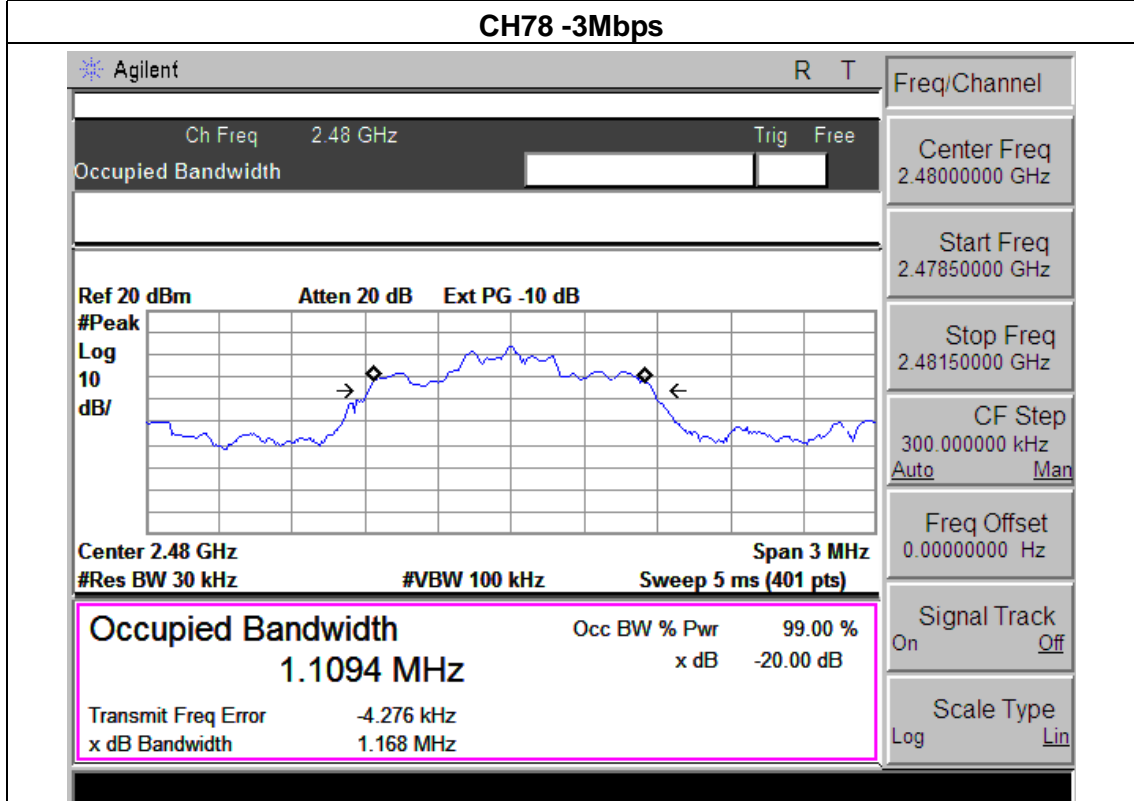 CH78 -3Mbps
Agilent R T
Ch Freq 2.48 GHz Trig Free
Occupied Bandwidth
Ref 20 dBm Atten 20 dB Ext PG -10 dB
#Peak
Log
10
dB/
Center 2.48 GHz Span 3 MHz
#Res BW 30 kHz #VBW 100 kHz Sweep 5 ms (401 pts)
Occupied Bandwidth Occ BW % Pwr 99.00 %
1.1094 MHz x dB -20.00 dB
Transmit Freq Error -4.276 kHz
x dB Bandwidth 1.168 MHz
Freq/Channel
Center Freq
2.48000000 GHz
Start Freq
2.47850000 GHz
Stop Freq
2.48150000 GHz
CF Step
300.000000 kHz
Auto Man
Freq Offset
0.00000000 Hz
Signal Track
On Off
Scale Type
Log Lin